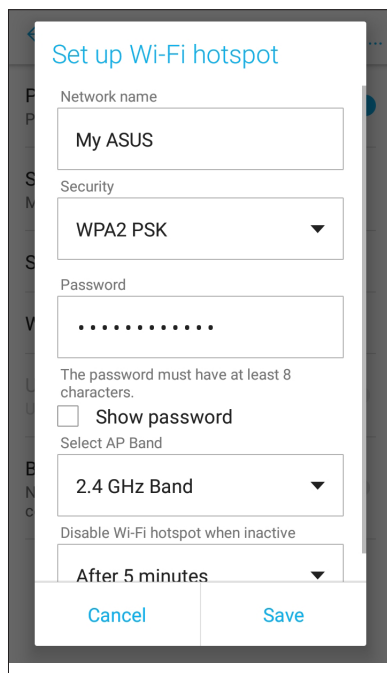 Set up Wi-Fi hotspot
Network name
My ASUS
Security
WPA2 PSK
Password
••••••••••••
The password must have at least 8
characters.
Show password
Select AP Band
2.4 GHz Band
Disable Wi-Fi hotspot when inactive
After 5 minutes
Cancel
Save